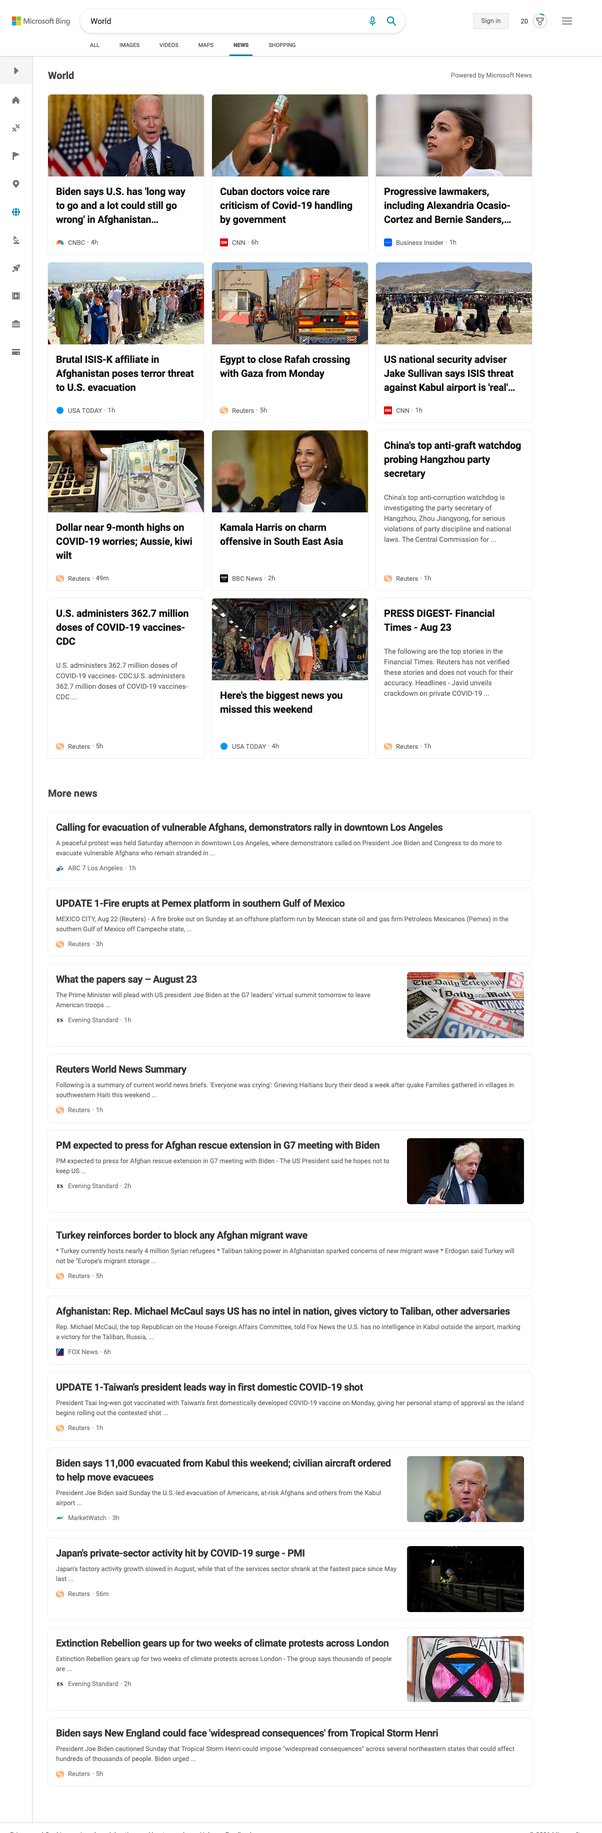 Microsoft Bing
World
Sign in
20
ALL IMAGES VIDEOS MAPS NEWS SHOPPING
World
Powered by Microsoft News
Biden says U.S. has 'long way
to go and a lot could still go
wrong' in Afghanistan...
CNBC · 4h
Cuban doctors voice rare
criticism of Covid-19 handling
by government
CNN · 6h
Progressive lawmakers,
including Alexandria Ocasio-
Cortez and Bernie Sanders,...
Business Insider · 1h
Brutal ISIS-K affiliate in
Afghanistan poses terror threat
to U.S. evacuation
USA TODAY · 1h
Egypt to close Rafah crossing
with Gaza from Monday
Reuters · 5h
US national security adviser
Jake Sullivan says ISIS threat
against Kabul airport is 'real'...
CNN · 1h
Dollar near 9-month highs on
COVID-19 worries; Aussie, kiwi
wilt
Reuters · 49m
Kamala Harris on charm
offensive in South East Asia
BBC News · 2h
China's top anti-graft watchdog
probing Hangzhou party
secretary
China's top anti-corruption watchdog is
investigating the party secretary of
Hangzhou, Zhou Jiangyong, for serious
violations of party discipline and national
laws. The Central Commission for ...
Reuters · 1h
U.S. administers 362.7 million
doses of COVID-19 vaccines-
CDC
U.S. administers 362.7 million doses of
COVID-19 vaccines- CDC:U.S. administers
362.7 million doses of COVID-19 vaccines-
CDC ...
Reuters · 5h
Here's the biggest news you
missed this weekend
USA TODAY · 4h
PRESS DIGEST- Financial
Times - Aug 23
The following are the top stories in the
Financial Times. Reuters has not verified
these stories and does not vouch for their
accuracy. Headlines - Javid unveils
crackdown on private COVID-19 ...
Reuters · 1h
More news
Calling for evacuation of vulnerable Afghans, demonstrators rally in downtown Los Angeles
A peaceful protest was held Saturday afternoon in downtown Los Angeles, where demonstrators called on President Joe Biden and Congress to do more to
evacuate vulnerable Afghans who remain stranded in ...
ABC 7 Los Angeles · 1h
UPDATE 1-Fire erupts at Pemex platform in southern Gulf of Mexico
MEXICO CITY, Aug 22 (Reuters) - A fire broke out on Sunday at an offshore platform run by Mexican state oil and gas firm Petroleos Mexicanos (Pemex) in the
southern Gulf of Mexico off Campeche state, ...
Reuters · 3h
What the papers say – August 23
The Prime Minister will plead with US president Joe Biden at the G7 leaders' virtual summit tomorrow to leave
American troops ...
ES Evening Standard · 1h
The Daily Telegraph
Daily Mail
TIMES
Sun
Reuters World News Summary
Following is a summary of current world news briefs. 'Everyone was crying': Grieving Haitians bury their dead a week after quake Families gathered in villages in
southwestern Haiti this weekend ...
Reuters · 1h
PM expected to press for Afghan rescue extension in G7 meeting with Biden
PM expected to press for Afghan rescue extension in G7 meeting with Biden - The US President said he hopes not to
keep US ...
ES Evening Standard · 2h
Turkey reinforces border to block any Afghan migrant wave
* Turkey currently hosts nearly 4 million Syrian refugees * Taliban taking power in Afghanistan sparked concerns of new migrant wave * Erdogan said Turkey will
not be "Europe's migrant storage ...
Reuters · 5h
Afghanistan: Rep. Michael McCaul says US has no intel in nation, gives victory to Taliban, other adversaries
Rep. Michael McCaul, the top Republican on the House Foreign Affairs Committee, told Fox News the U.S. has no intelligence in Kabul outside the airport, marking
a victory for the Taliban, Russia, ...
FOX News · 6h
UPDATE 1-Taiwan's president leads way in first domestic COVID-19 shot
President Tsai Ing-wen got vaccinated with Taiwan's first domestically developed COVID-19 vaccine on Monday, giving her personal stamp of approval as the island
begins rolling out the contested shot ...
Reuters · 1h
Biden says 11,000 evacuated from Kabul this weekend; civilian aircraft ordered
to help move evacuees
President Joe Biden said Sunday the U.S.-led evacuation of Americans, at-risk Afghans and others from the Kabul
airport ...
MarketWatch · 3h
Japan's private-sector activity hit by COVID-19 surge - PMI
Japan's factory activity growth slowed in August, while that of the services sector shrank at the fastest pace since May
last ...
Reuters · 56m
Extinction Rebellion gears up for two weeks of climate protests across London
Extinction Rebellion gears up for two weeks of climate protests across London - The group says thousands of people
are ...
ES Evening Standard · 2h
WE WANT
Biden says New England could face 'widespread consequences' from Tropical Storm Henri
President Joe Biden cautioned Sunday that Tropical Storm Henri could impose "widespread consequences" across several northeastern states that could affect
hundreds of thousands of people. Biden urged ...
Reuters · 5h